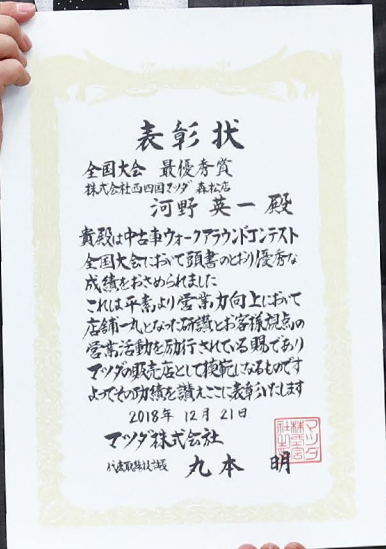 表彰状
全国大会 最優秀賞
株式会社西四国マツダ 森松店
河野 英一 殿
貴殿は中古車ウォークアラウンドコンテスト
全国大会において頭書のとおり優秀な
成績をおさめられました
これは平素より営業力向上において
店舗一丸となった研讃とお客様視点の
営業活動を励行されている賜であり
マツダの販売店として模範になるものです
よってその功績を讃えここに表彰いたします
2018年 12月 21日
マツダ株式会社
代表取締役会長 丸本 明